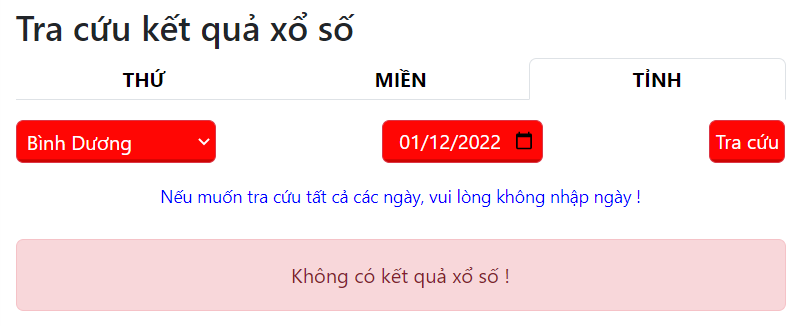 Tra cứu kết quả xổ số
THỨ MIỀN TỈNH
Bình Dương 01/12/2022 Tra cứu
Nếu muốn tra cứu tất cả các ngày, vui lòng không nhập ngày !
Không có kết quả xổ số !